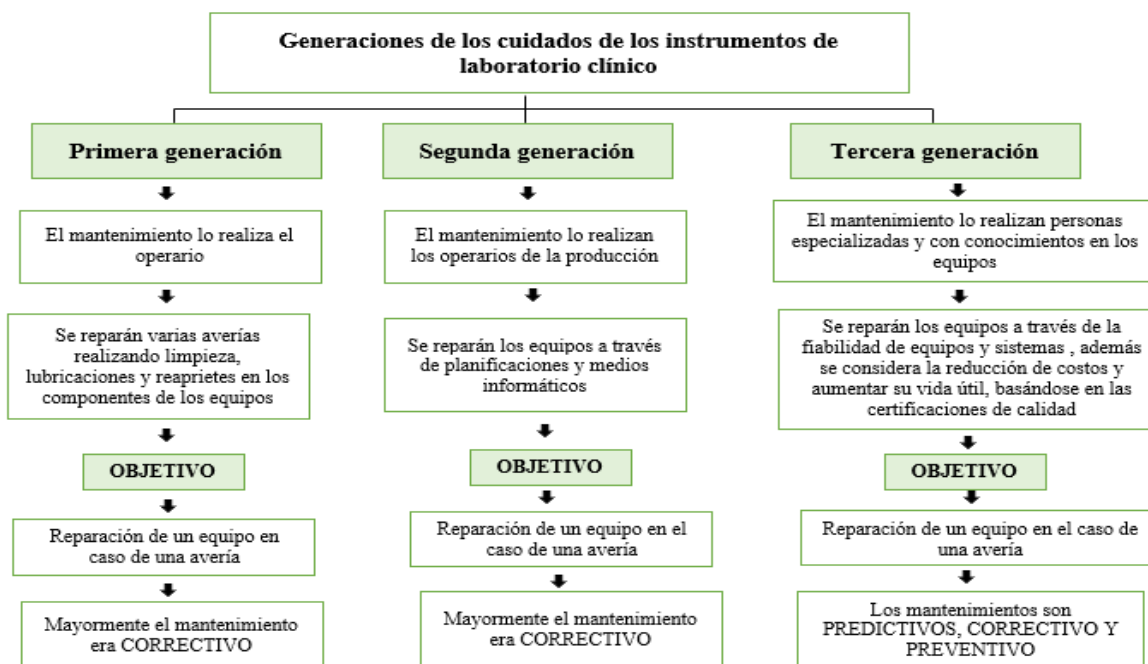 Generaciones de los cuidados de los instrumentos de
laboratorio clínico
Primera generación
El mantenimiento lo realiza el
operario
Se reparán varias averías
realizando limpieza,
lubricaciones y reaprietes en los
componentes de los equipos
OBJETIVO
Reparación de un equipo en
caso de una avería
Mayormente el mantenimiento
era CORRECTIVO
Segunda generación
El mantenimiento lo realizan
los operarios de la producción
Se reparán los equipos a través
de planificaciones y medios
informáticos
OBJETIVO
Reparación de un equipo en el
caso de una avería
Mayormente el mantenimiento
era CORRECTIVO
Tercera generación
El mantenimiento lo realizan personas
especializadas y con conocimientos en los
equipos
Se reparán los equipos a través de la
fiabilidad de equipos y sistemas , además
se considera la reducción de costos y
aumentar su vida útil, basándose en las
certificaciones de calidad
OBJETIVO
Reparación de un equipo en el caso de
una avería
Los mantenimientos son
PREDICTIVOS, CORRECTIVO Y
PREVENTIVO